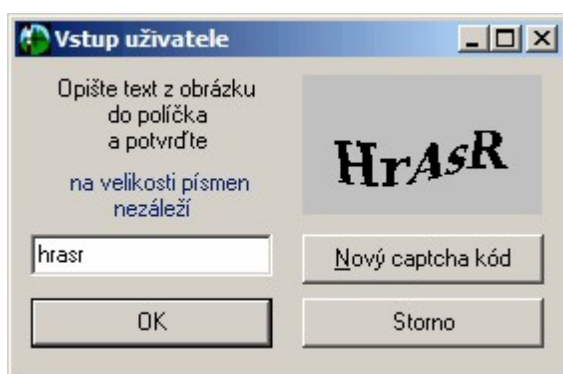 Vstup uživatele
Opište text z obrázku
do políčka
a potvrďte
na velikosti písmen
nezáleží
HrAsR
hrasr
Nový captcha kód
OK
Storno